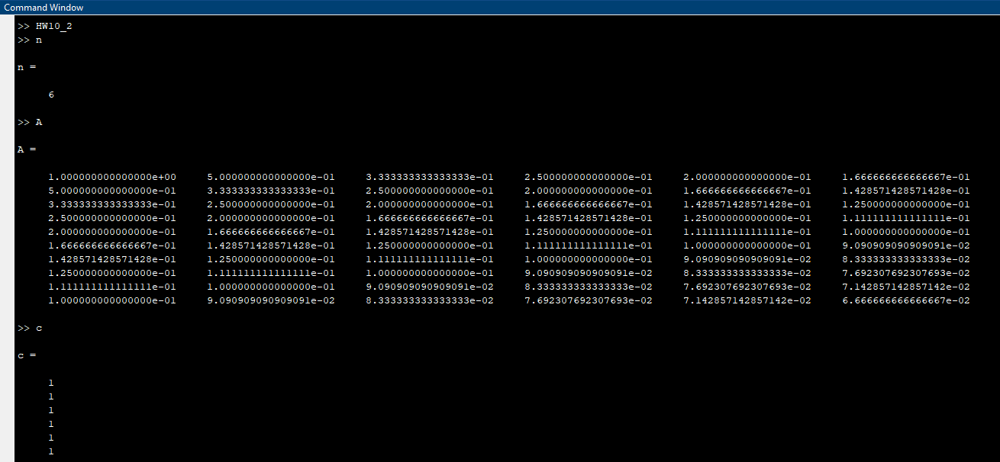 Command Window
>> HW10_2
>> n
n =
6
>> A
A =
1.000000000000000e+00 5.000000000000000e-01 3.333333333333333e-01 2.500000000000000e-01 2.000000000000000e-01 1.666666666666667e-01
5.000000000000000e-01 3.333333333333333e-01 2.500000000000000e-01 2.000000000000000e-01 1.666666666666667e-01 1.428571428571428e-01
3.333333333333333e-01 2.500000000000000e-01 2.000000000000000e-01 1.666666666666667e-01 1.428571428571428e-01 1.250000000000000e-01
2.500000000000000e-01 2.000000000000000e-01 1.666666666666667e-01 1.428571428571428e-01 1.250000000000000e-01 1.111111111111111e-01
2.000000000000000e-01 1.666666666666667e-01 1.428571428571428e-01 1.250000000000000e-01 1.111111111111111e-01 1.000000000000000e-01
1.666666666666667e-01 1.428571428571428e-01 1.250000000000000e-01 1.111111111111111e-01 1.000000000000000e-01 9.090909090909091e-02
1.428571428571428e-01 1.250000000000000e-01 1.111111111111111e-01 1.000000000000000e-01 9.090909090909091e-02 8.333333333333333e-02
1.250000000000000e-01 1.111111111111111e-01 1.000000000000000e-01 9.090909090909091e-02 8.333333333333333e-02 7.692307692307693e-02
1.111111111111111e-01 1.000000000000000e-01 9.090909090909091e-02 8.333333333333333e-02 7.692307692307693e-02 7.142857142857142e-02
1.000000000000000e-01 9.090909090909091e-02 8.333333333333333e-02 7.692307692307693e-02 7.142857142857142e-02 6.666666666666667e-02
>> c
c =
1
1
1
1
1
1